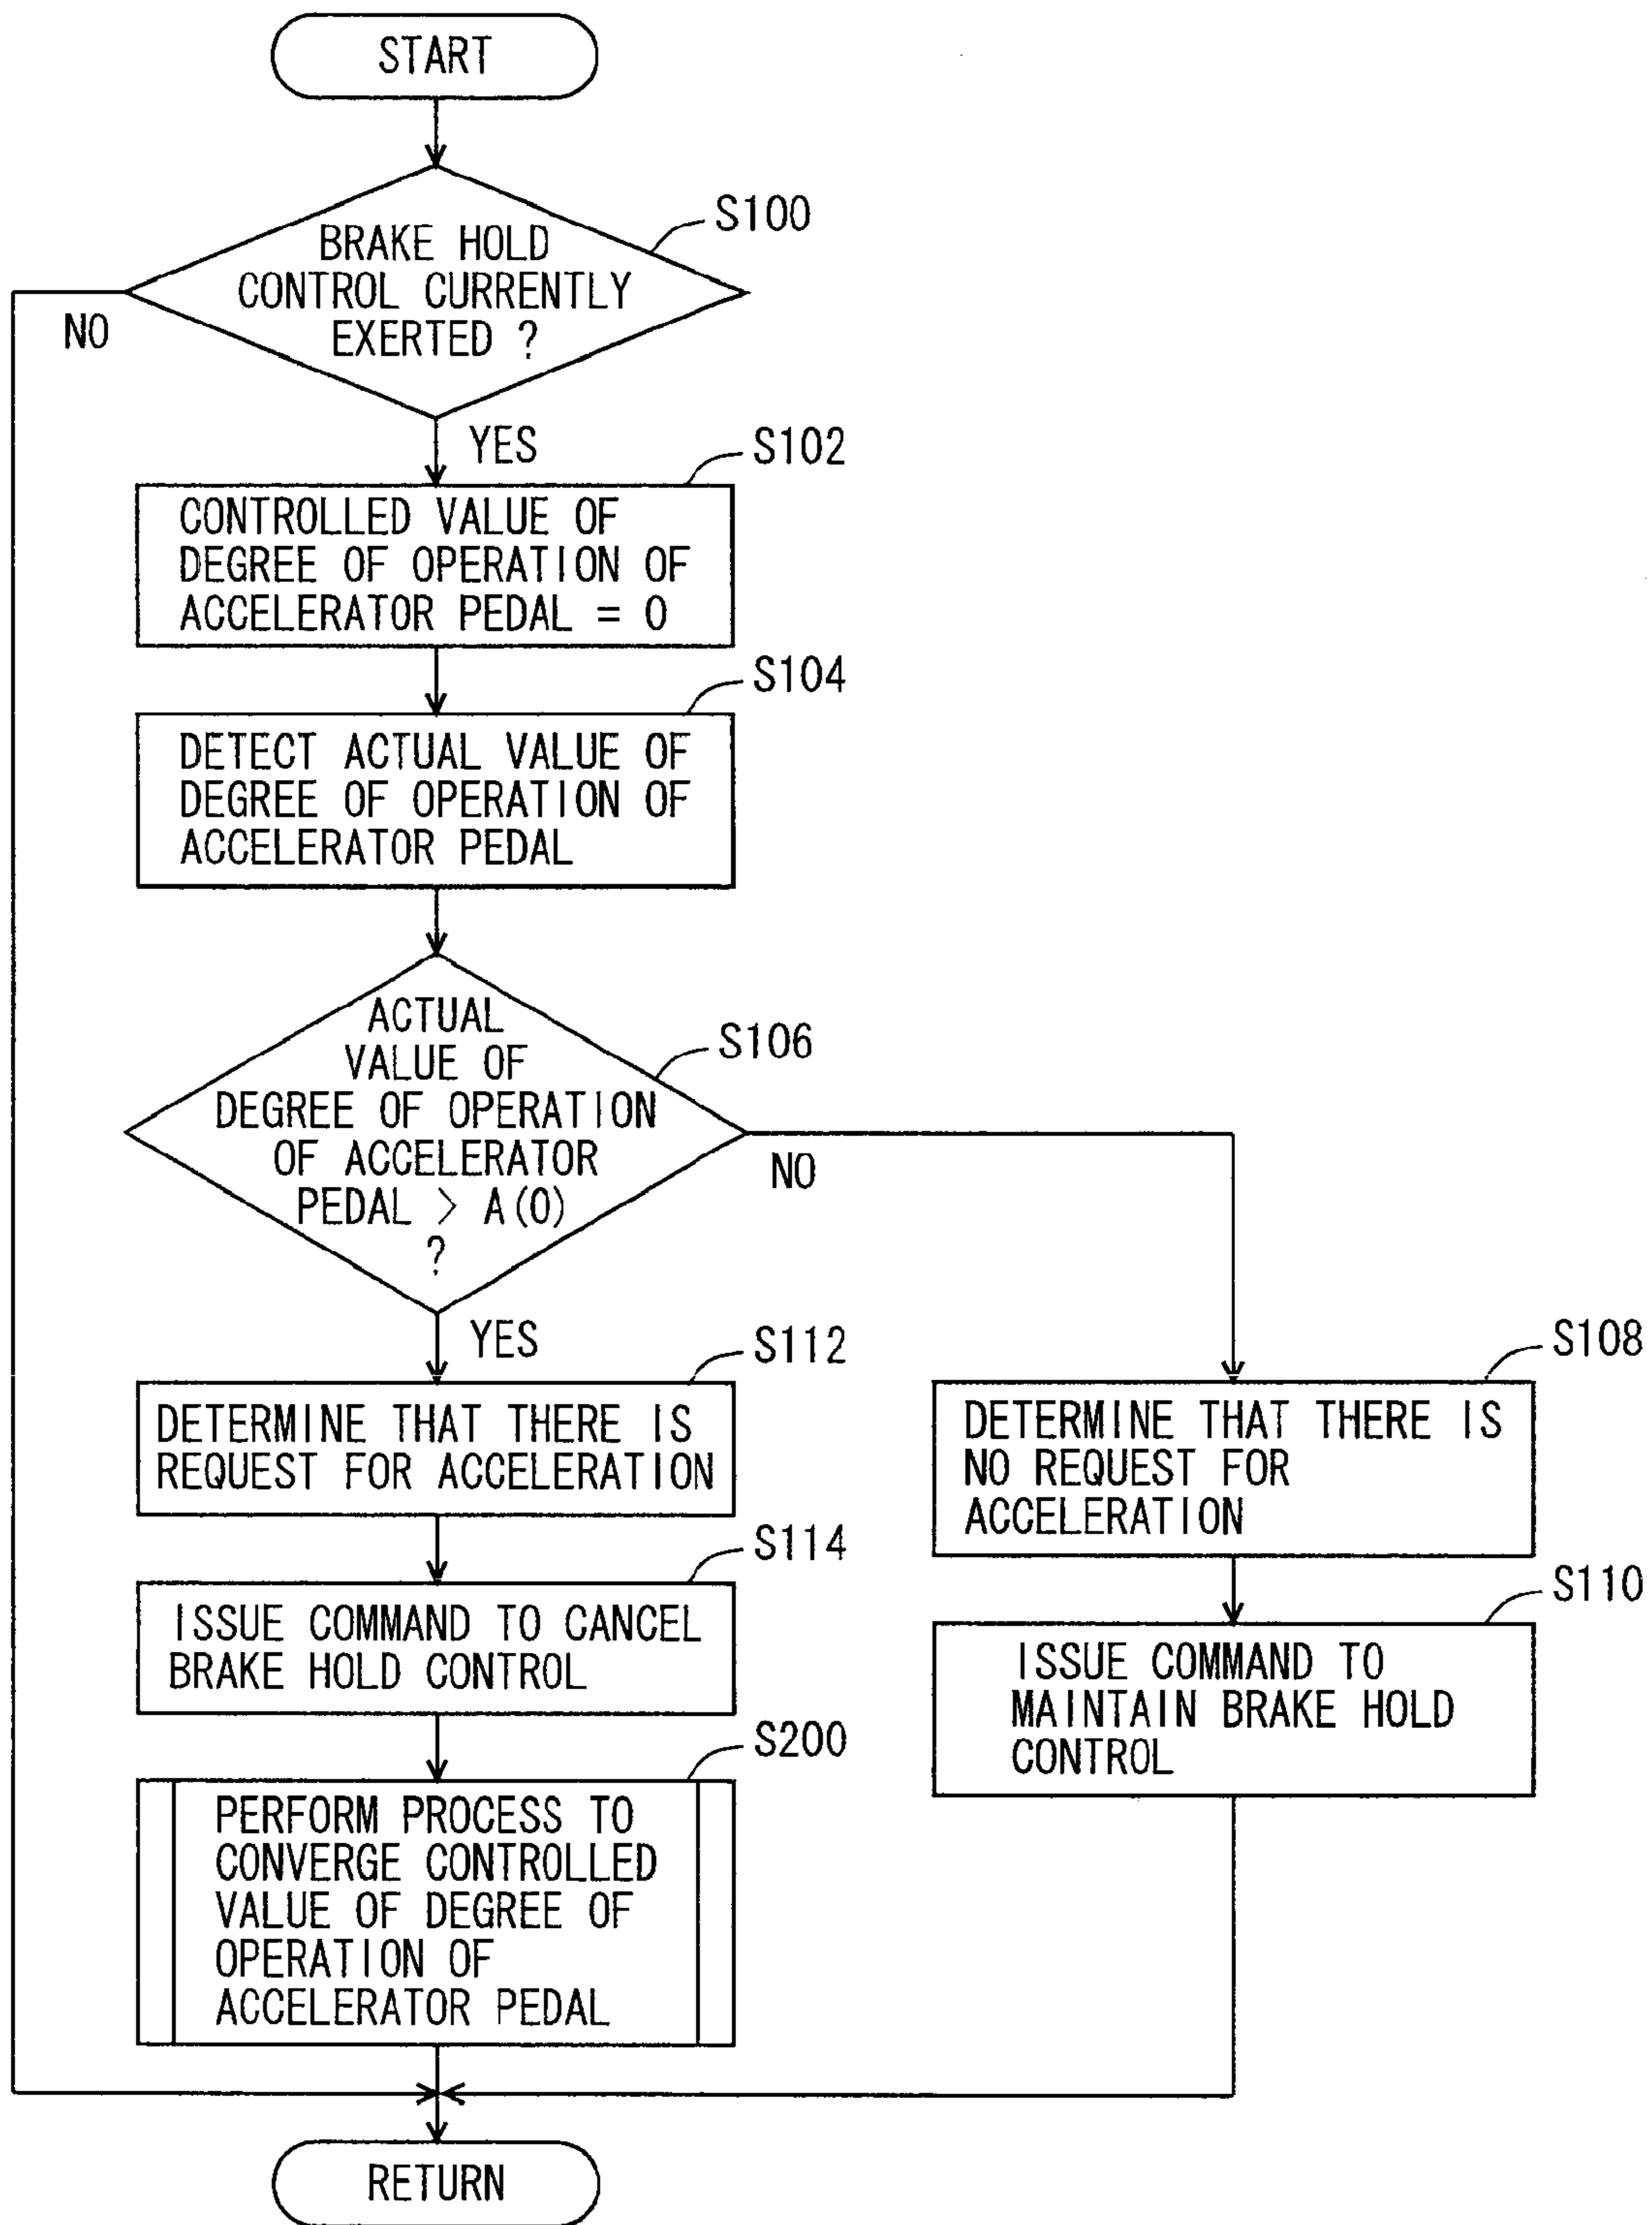 START
S100
BRAKE HOLD
CONTROL CURRENTLY
EXERTED ?
NO
YES
S102
CONTROLLED VALUE OF
DEGREE OF OPERATION OF
ACCELERATOR PEDAL = 0
S104
DETECT ACTUAL VALUE OF
DEGREE OF OPERATION OF
ACCELERATOR PEDAL
S106
ACTUAL
VALUE OF
DEGREE OF OPERATION
OF ACCELERATOR
PEDAL > A(0)
?
NO
YES
S112
DETERMINE THAT THERE IS
REQUEST FOR ACCELERATION
S114
ISSUE COMMAND TO CANCEL
BRAKE HOLD CONTROL
S200
PERFORM PROCESS TO
CONVERGE CONTROLLED
VALUE OF DEGREE OF
OPERATION OF
ACCELERATOR PEDAL
S108
DETERMINE THAT THERE IS
NO REQUEST FOR
ACCELERATION
S110
ISSUE COMMAND TO
MAINTAIN BRAKE HOLD
CONTROL
RETURN